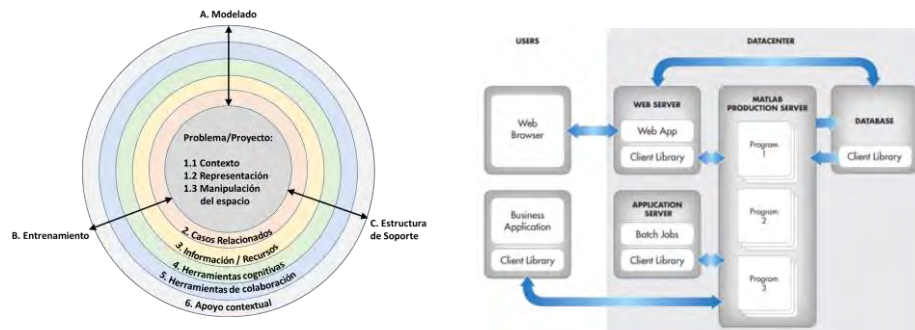 A. Modelado
Problema/Proyecto:
1.1 Contexto
1.2 Representación
1.3 Manipulación
del espacio
B. Entrenamiento
C. Estructura
de Soporte
2. Casos Relacionados
3. Información / Recursos
4. Herramientas cognitivas
5. Herramientas de colaboración
6. Apoyo contextual
USERS
DATACENTER
Web
Browser
WEB SERVER
Web App
Client Library
MATLAB
PRODUCTION SERVER
Program
1
DATABASE
Client Library
Business
Application
Client Library
APPLICATION
SERVER
Batch Jobs
Client Library
Program
2
Program
3